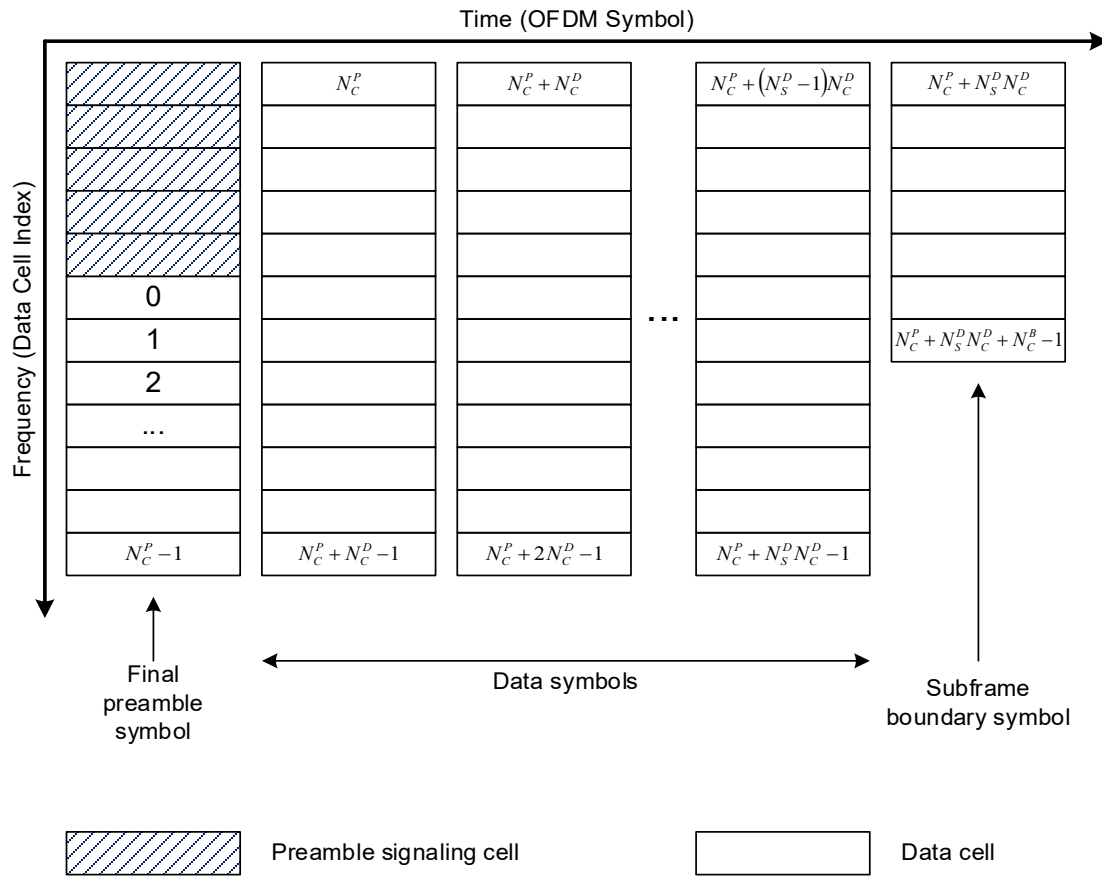 Time (OFDM Symbol)
Frequency (Data Cell Index)
N_C^P
N_C^P + N_C^D
N_C^P + (N_S^D − 1)N_C^D
N_C^P + N_S^D N_C^D
0
1
2
...
...
N_C^P + N_S^D N_C^D + N_C^B − 1
N_C^P − 1
N_C^P + N_C^D − 1
N_C^P + 2N_C^D − 1
N_C^P + N_S^D N_C^D − 1
Final
preamble
symbol
Data symbols
Subframe
boundary symbol
Preamble signaling cell
Data cell